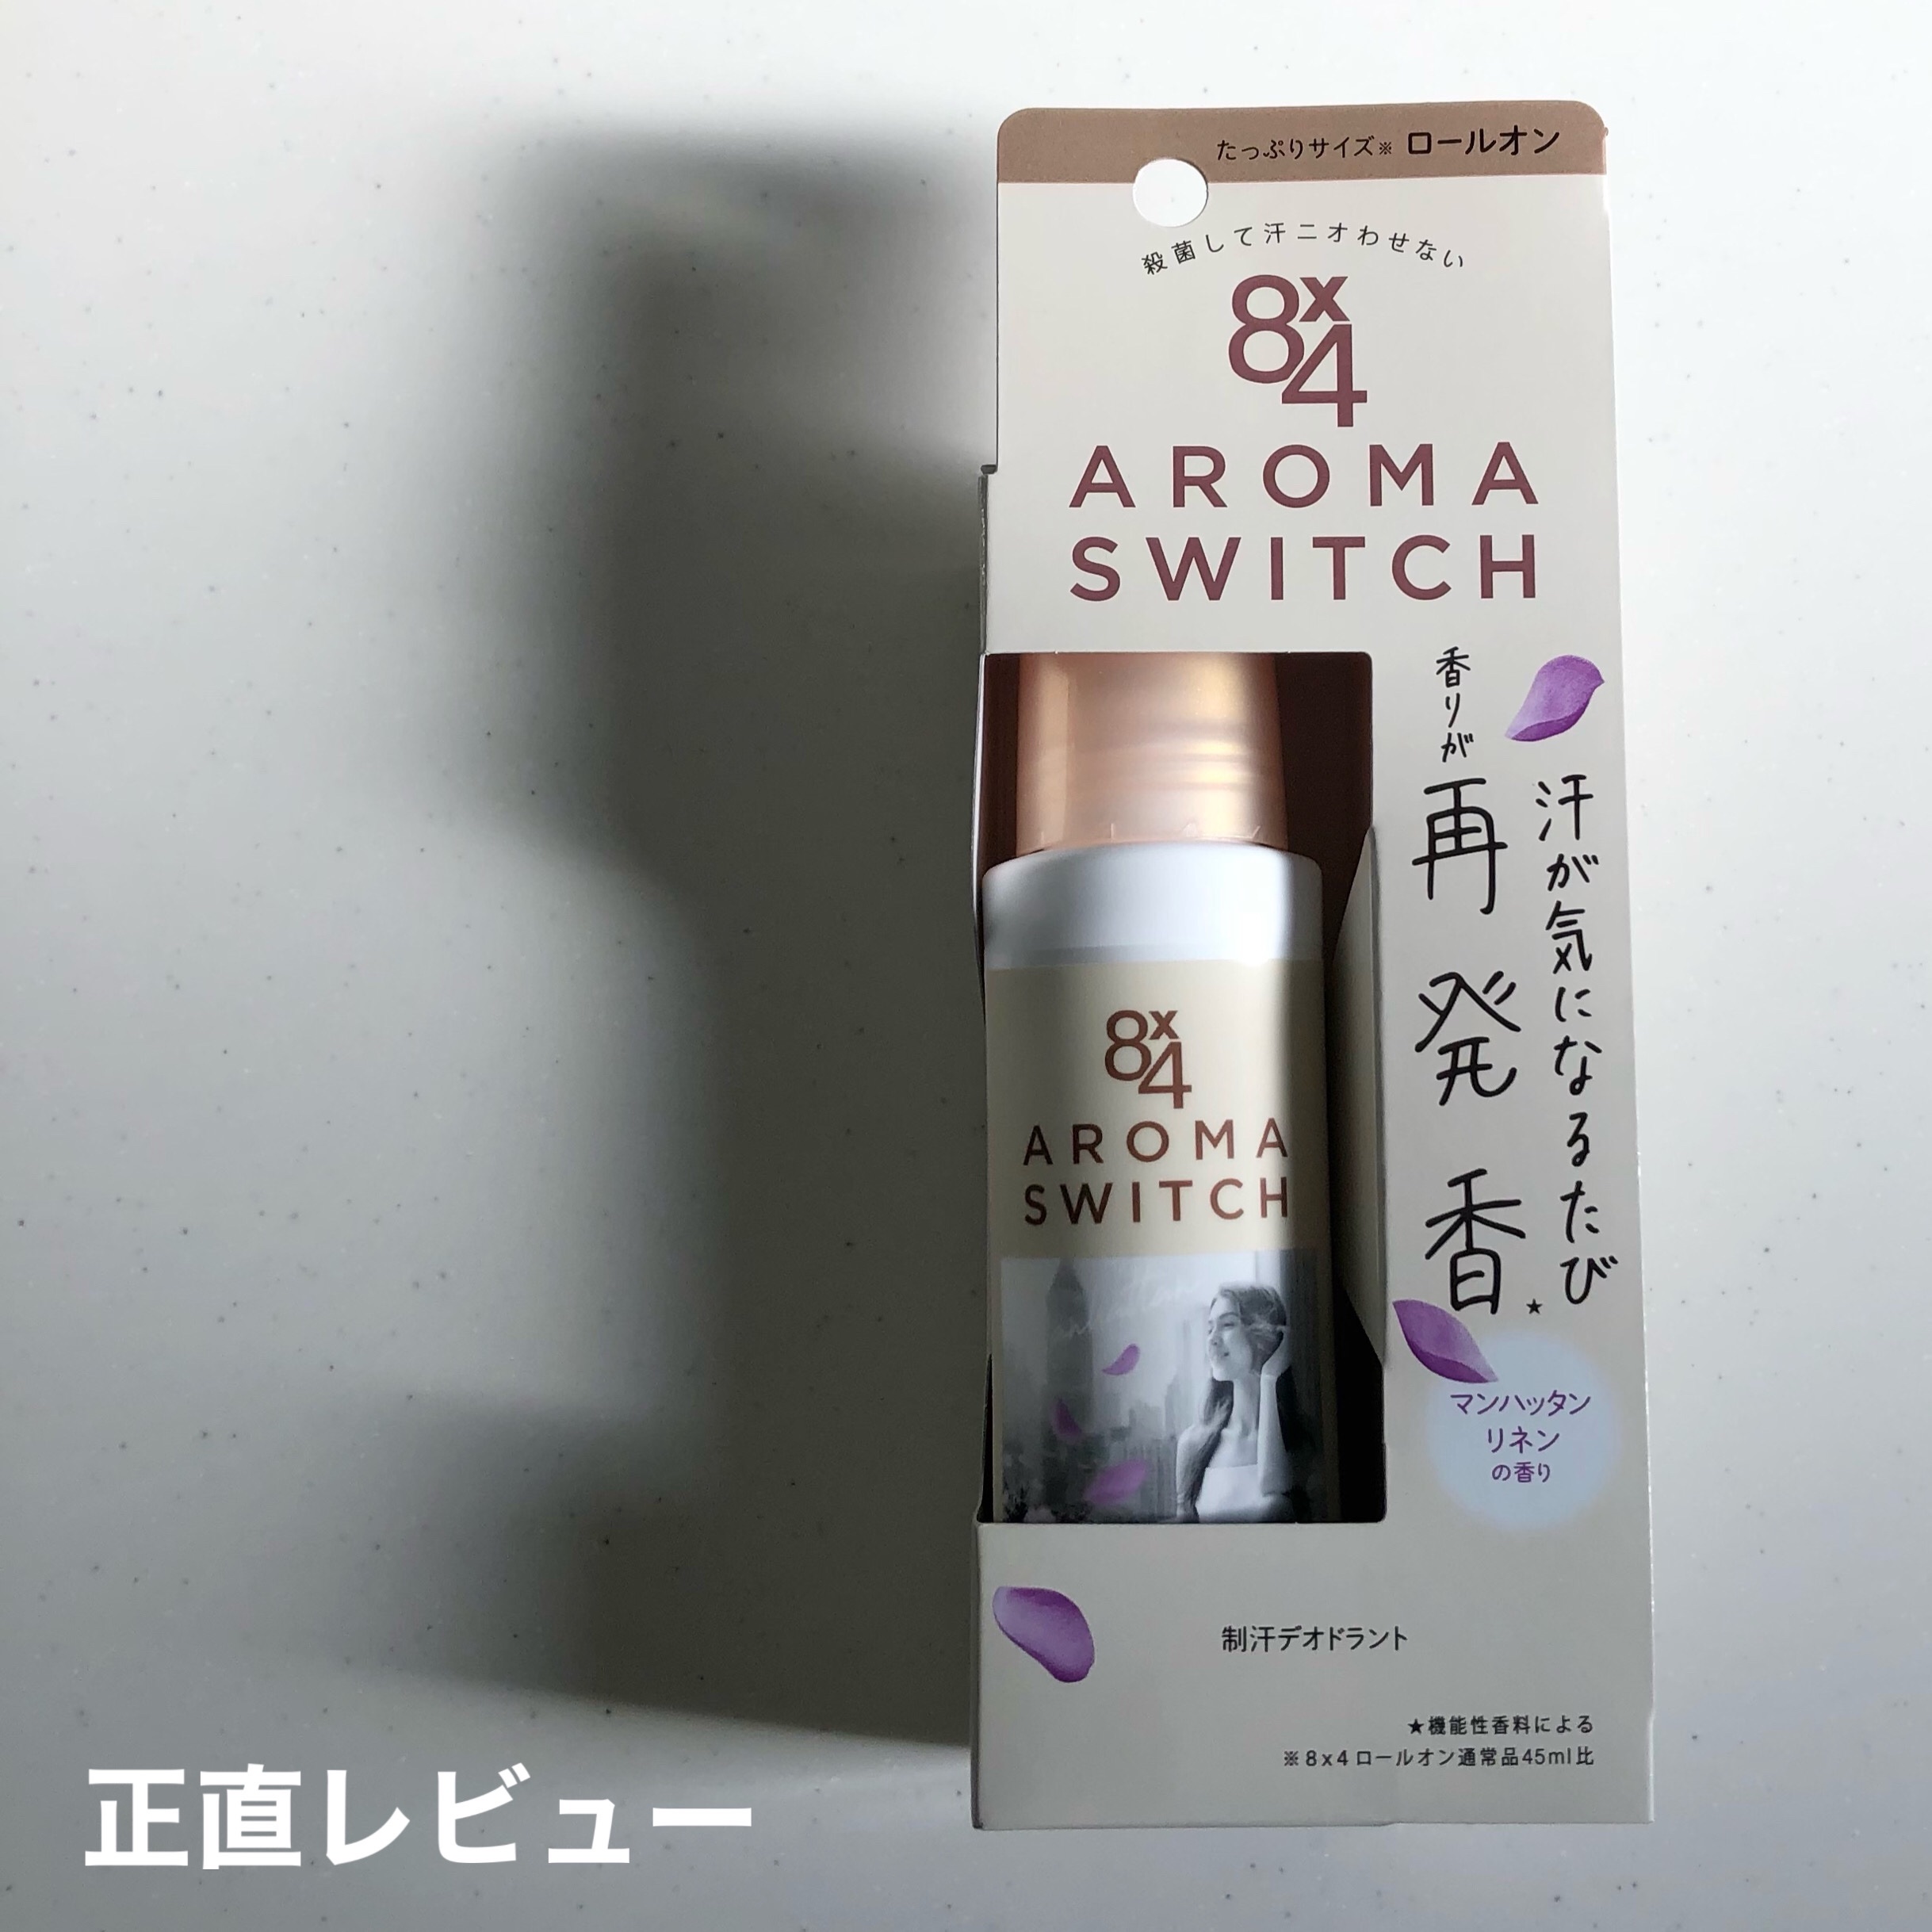 たっぷりサイズ※ ロールオン
殺菌して汗ニオわせない
8x4
AROMA
SWITCH
汗が気になるたび
香りが再発香★
8x4
AROMA
SWITCH
マンハッタン
リネン
の香り
制汗デオドラント
★機能性香料による
※8x4ロールオン通常品45ml比
正直レビュー